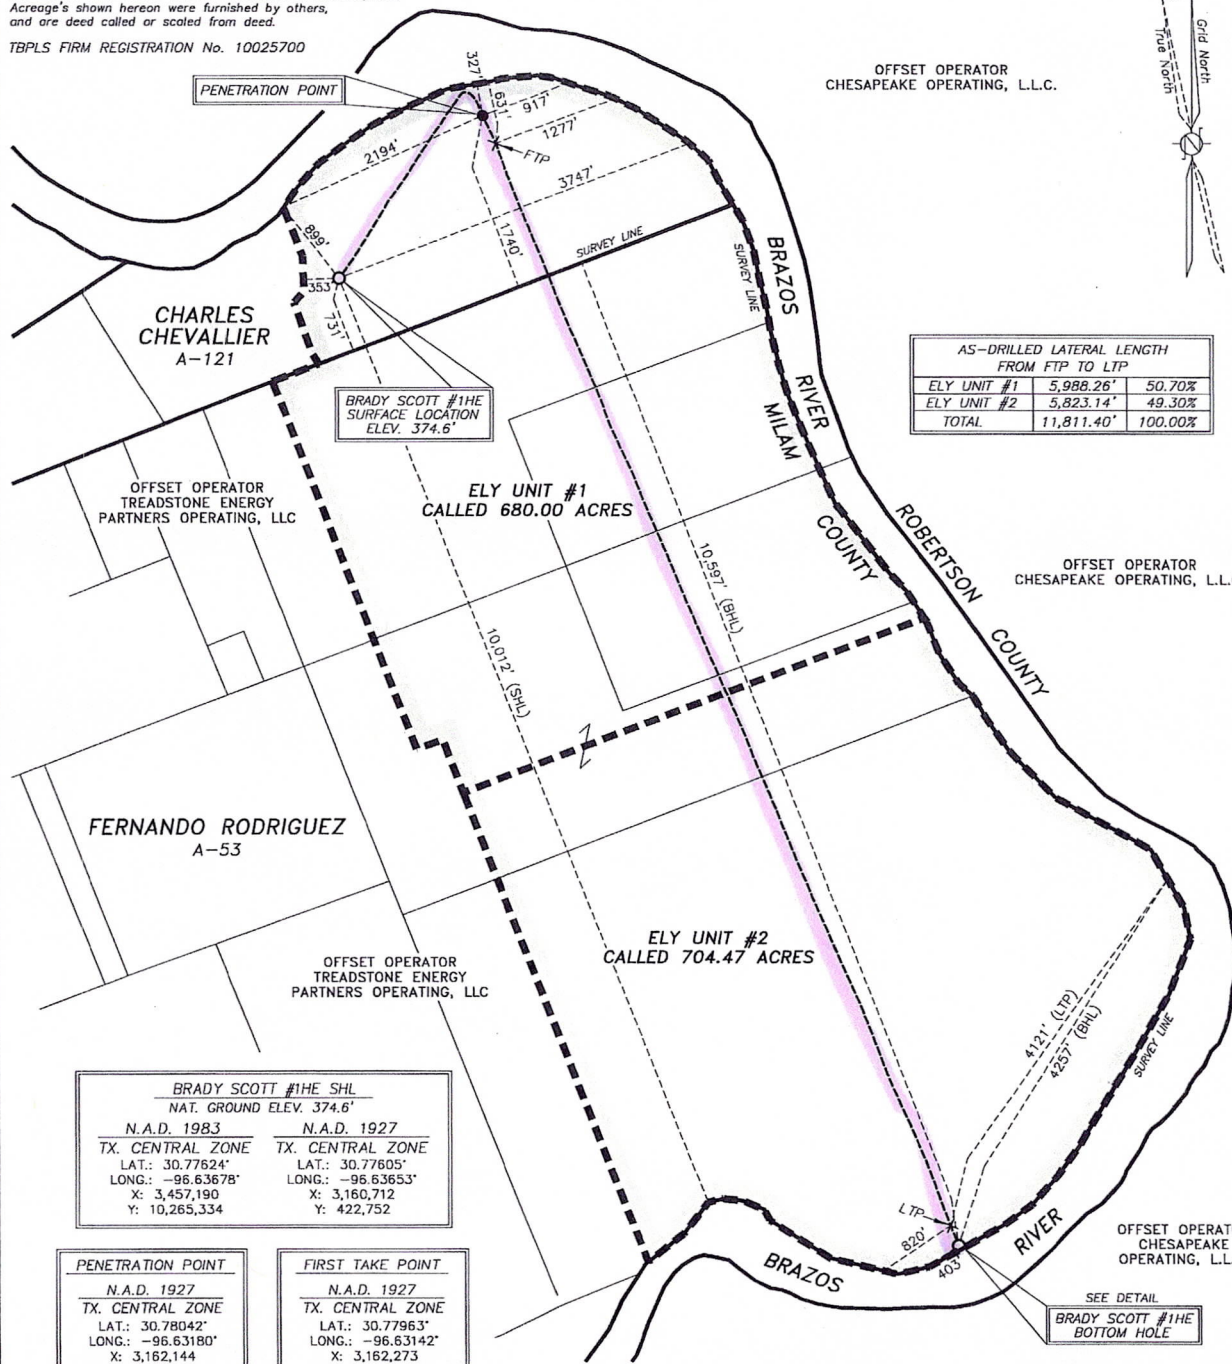 Acreage's shown hereon were furnished by others,
and are deed called or scaled from deed.
TBPLS FIRM REGISTRATION No. 10025700
PENETRATION POINT
327'
631'
917'
1277'
FTP
2194'
3747'
1740'
899'
353'
731'
SURVEY LINE
SURVEY LINE
OFFSET OPERATOR
CHESAPEAKE OPERATING, L.L.C.
Grid North
True North
CHARLES
CHEVALLIER
A-121
BRADY SCOTT #1HE
SURFACE LOCATION
ELEV. 374.6'
BRAZOS
RIVER
MILAM
COUNTY
AS-DRILLED LATERAL LENGTH
FROM FTP TO LTP
ELY UNIT #1 5,988.26' 50.70%
ELY UNIT #2 5,823.14' 49.30%
TOTAL 11,811.40' 100.00%
OFFSET OPERATOR
TREADSTONE ENERGY
PARTNERS OPERATING, LLC
ELY UNIT #1
CALLED 680.00 ACRES
ROBERTSON
COUNTY
OFFSET OPERATOR
CHESAPEAKE OPERATING, L.L.
10,597' (BHL)
10,012' (SHL)
FERNANDO RODRIGUEZ
A-53
ELY UNIT #2
CALLED 704.47 ACRES
OFFSET OPERATOR
TREADSTONE ENERGY
PARTNERS OPERATING, LLC
4121' (LTP)
4257' (BHL)
SURVEY LINE
BRADY SCOTT #1HE SHL
NAT. GROUND ELEV. 374.6'
N.A.D. 1983 N.A.D. 1927
TX. CENTRAL ZONE TX. CENTRAL ZONE
LAT.: 30.77624° LAT.: 30.77605°
LONG.: -96.63678° LONG.: -96.63653°
X: 3,457,190 X: 3,160,712
Y: 10,265,334 Y: 422,752
LTP
820'
403'
BRAZOS
RIVER
OFFSET OPERAT
CHESAPEAKE
OPERATING, L.L.
SEE DETAIL
BRADY SCOTT #1HE
BOTTOM HOLE
PENETRATION POINT
N.A.D. 1927
TX. CENTRAL ZONE
LAT.: 30.78042°
LONG.: -96.63180°
X: 3,162,144
FIRST TAKE POINT
N.A.D. 1927
TX. CENTRAL ZONE
LAT.: 30.77963°
LONG.: -96.63142°
X: 3,162,273